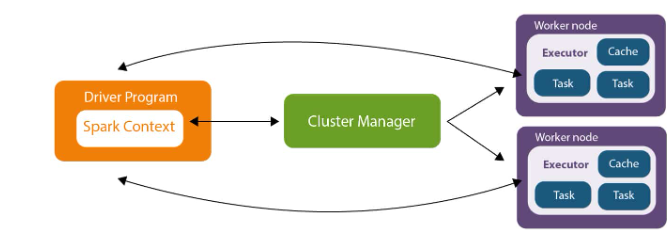 Driver Program
Spark Context
Cluster Manager
Worker node
Executor
Cache
Task
Task
Worker node
Executor
Cache
Task
Task